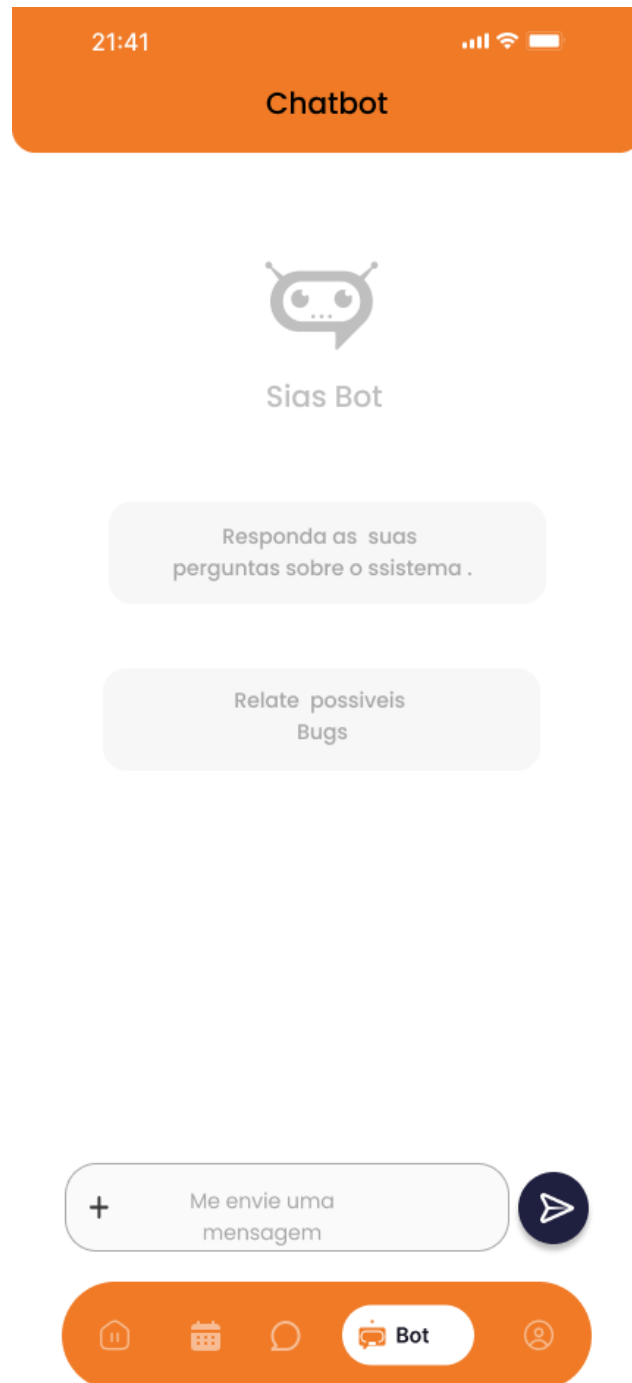 21:41
Chatbot
Sias Bot
Responda as suas
perguntas sobre o ssistema .
Relate possiveis
Bugs
+
Me envie uma
mensagem
Bot